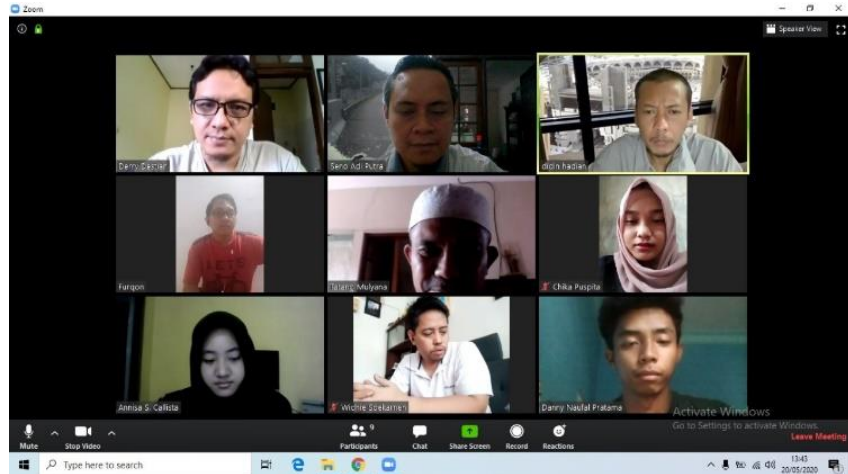 Zoom
Speaker View
Derry Dastian
Seno Adi Putra
didin hadian
Furqon
Tatang Mulyana
Chika Puspita
Annisa S. Callista
Wichie Soekarnen
Danny Naufal Pratama
Activate Windows
Go to Settings to activate Windows.
Mute
Stop Video
9
Participants
Chat
Share Screen
Record
Reactions
Leave Meeting
Type here to search
13:43
20/05/2020